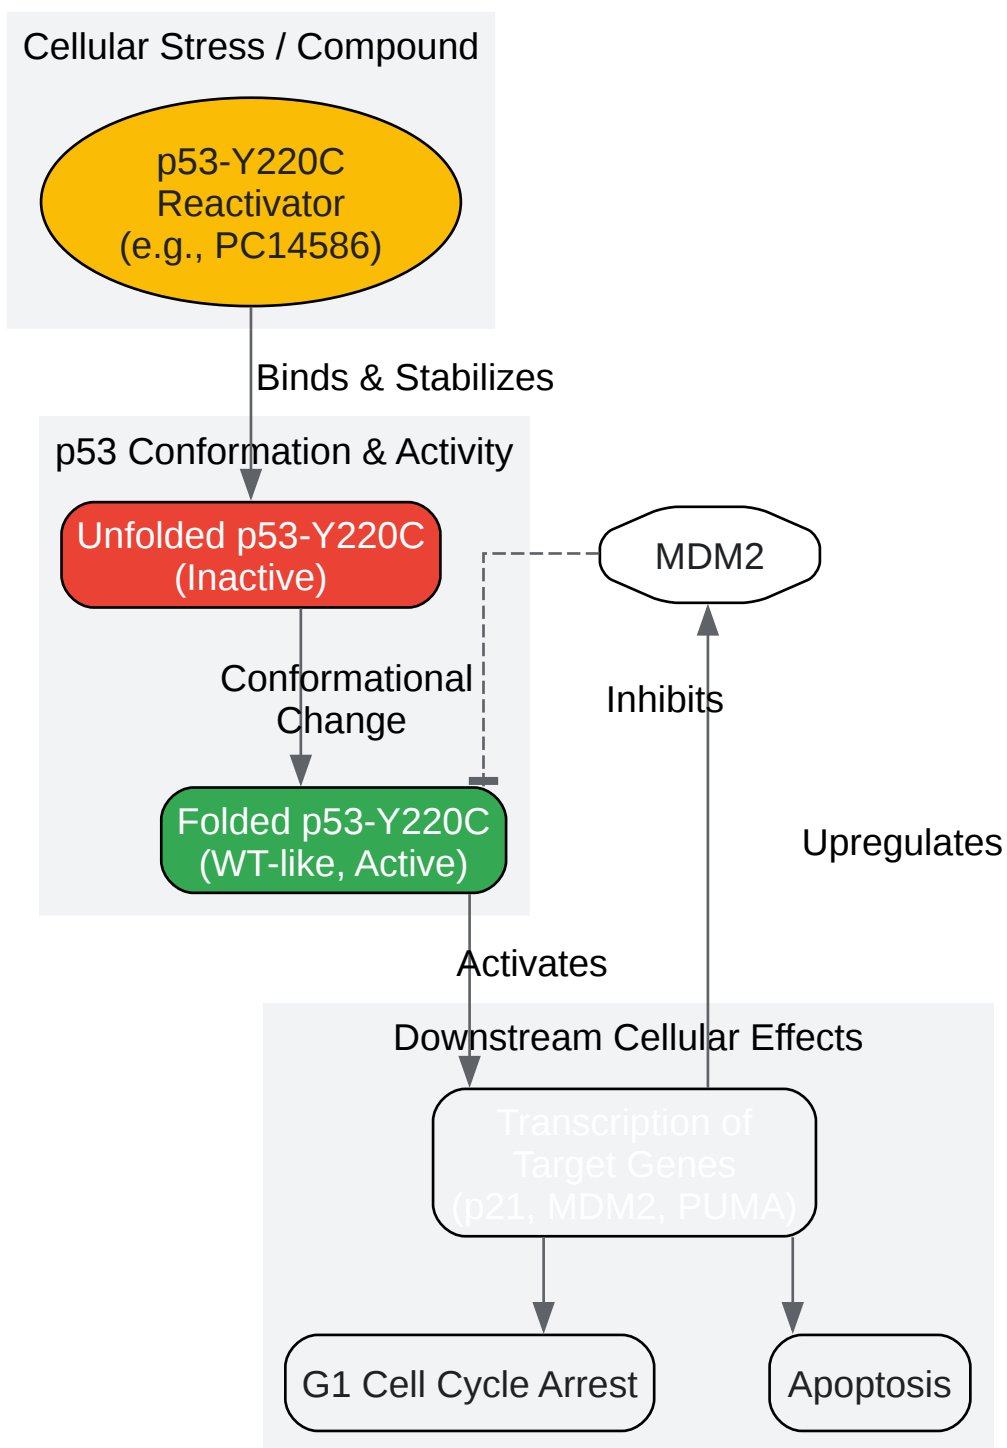 Cellular Stress / Compound
p53-Y220C
Reactivator
(e.g., PC14586)
Binds & Stabilizes
p53 Conformation & Activity
Unfolded p53-Y220C
(Inactive)
MDM2
Conformational
Change
Inhibits
Folded p53-Y220C
(WT-like, Active)
Upregulates
Activates
Downstream Cellular Effects
Transcription of
Target Genes
(p21, MDM2, PUMA)
G1 Cell Cycle Arrest
Apoptosis